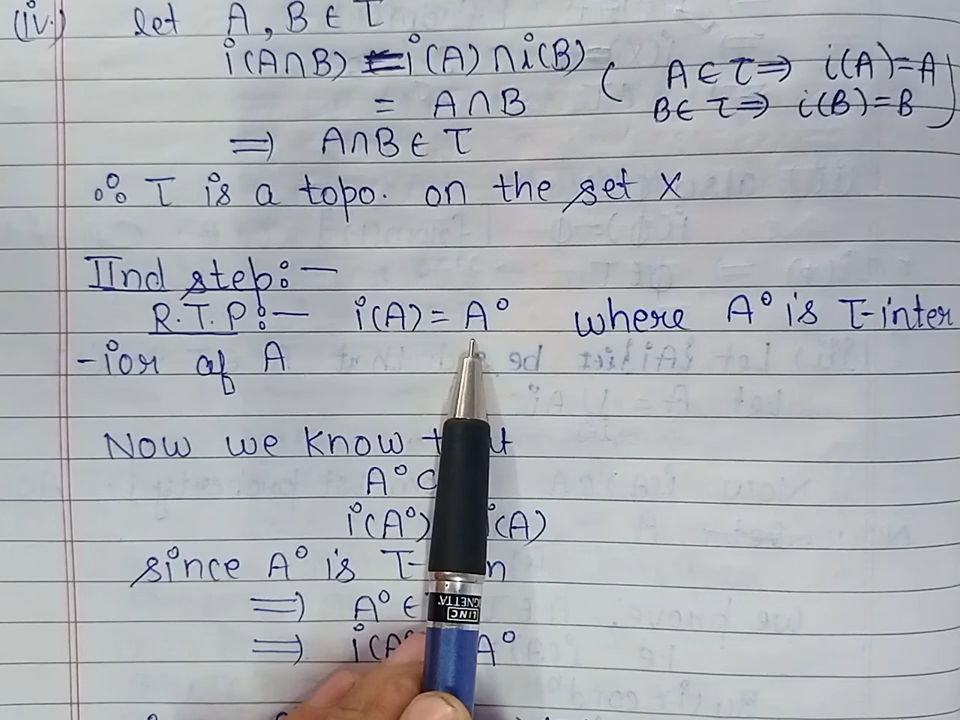 (iv) let A, B ∈ τ
i(A∩B) = i(A) ∩ i(B) ( A ∈ τ ⇒ i(A) = A
= A∩B B ∈ τ ⇒ i(B) = B )
⇒ A∩B ∈ τ
∴ τ is a topo. on the set X
IInd step:-
R.T.P:- i(A) = A° where A° is τ-inter
-ior of A
Now we know
A°
i(A°) i(A)
since A° is τ-
⇒ A° ∈
⇒ i(A° A°
LINC